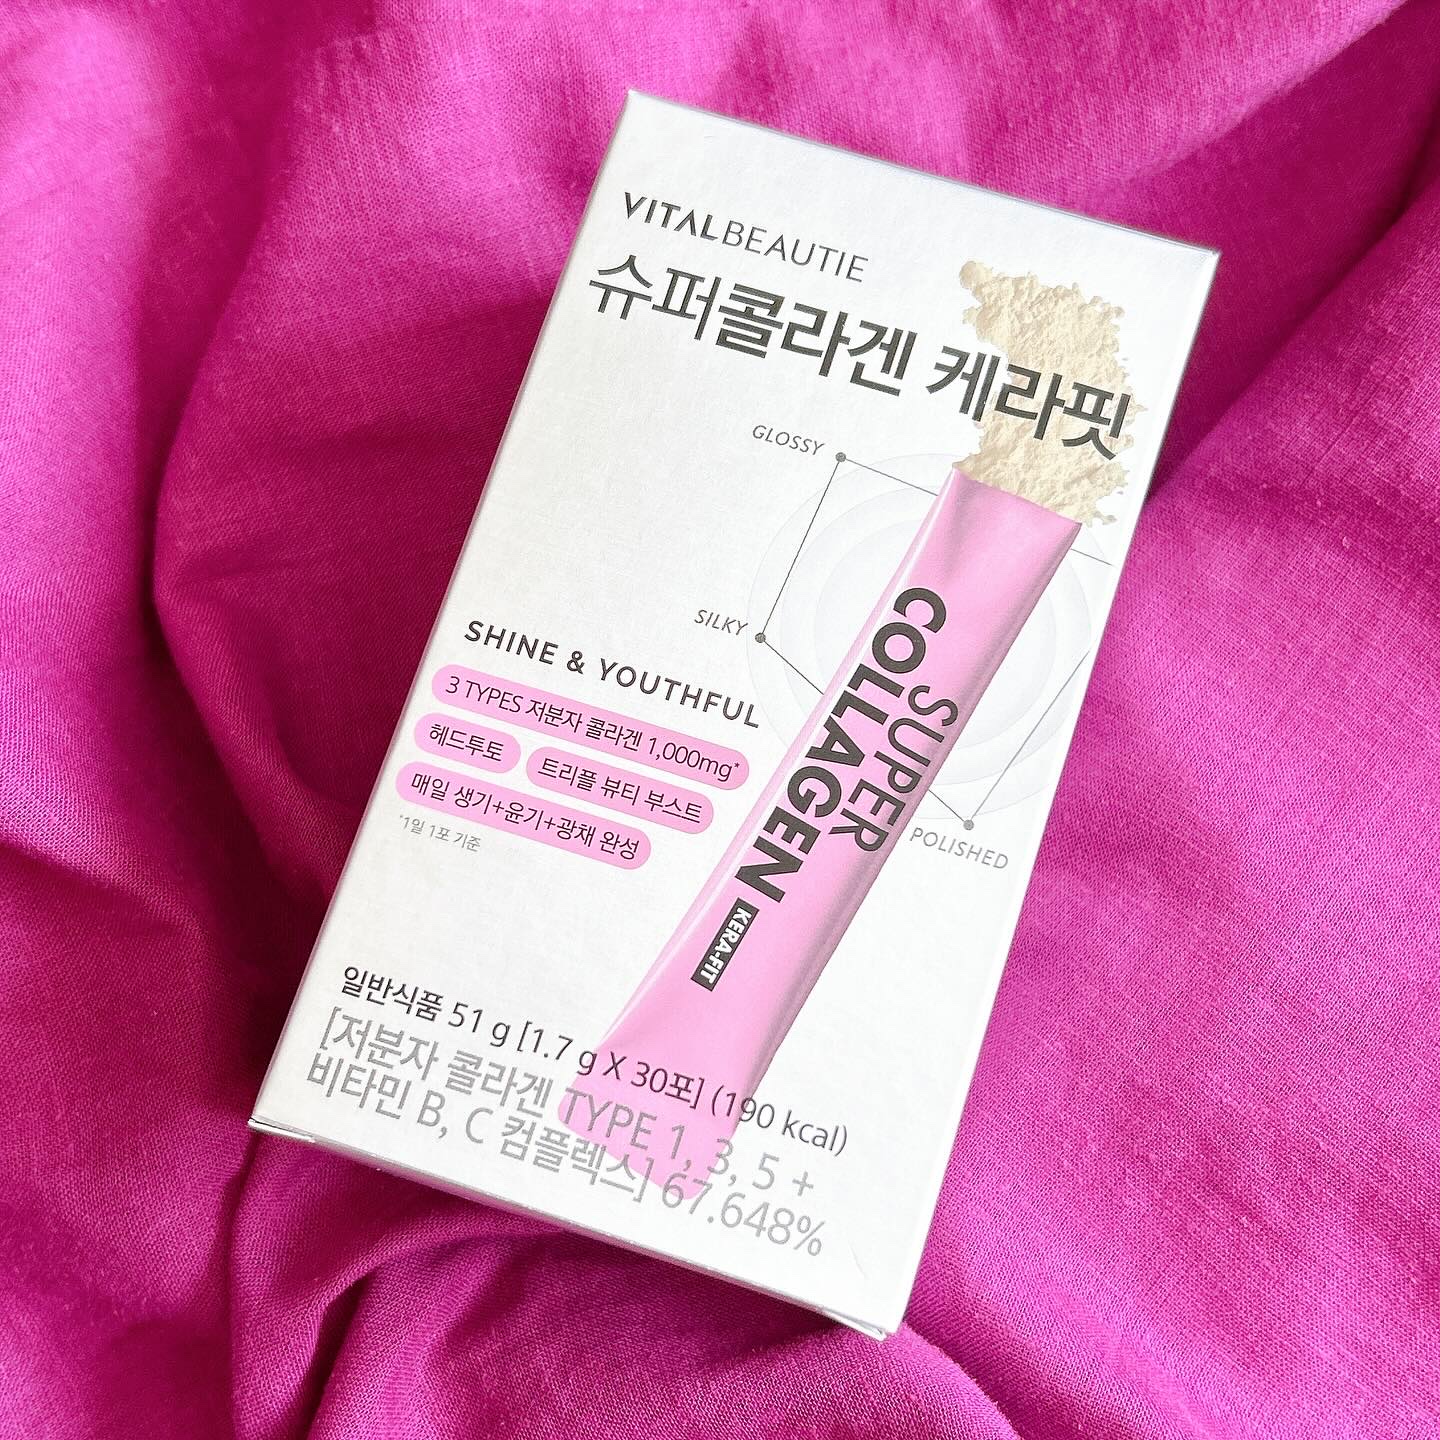 VITALBEAUTIE
슈퍼콜라겐 케라핏
GLOSSY
SILKY
POLISHED
SUPER
COLLAGEN
KERA-FIT
SHINE & YOUTHFUL
3 TYPES 저분자 콜라겐 1,000mg*
헤드투토 트리플 뷰티 부스트
매일 생기+윤기+광채 완성
*1일 1포 기준
일반식품 51 g [1.7 g X 30포] (190 kcal)
[저분자 콜라겐 TYPE 1, 3, 5 +
비타민 B, C 컴플렉스] 67.648%